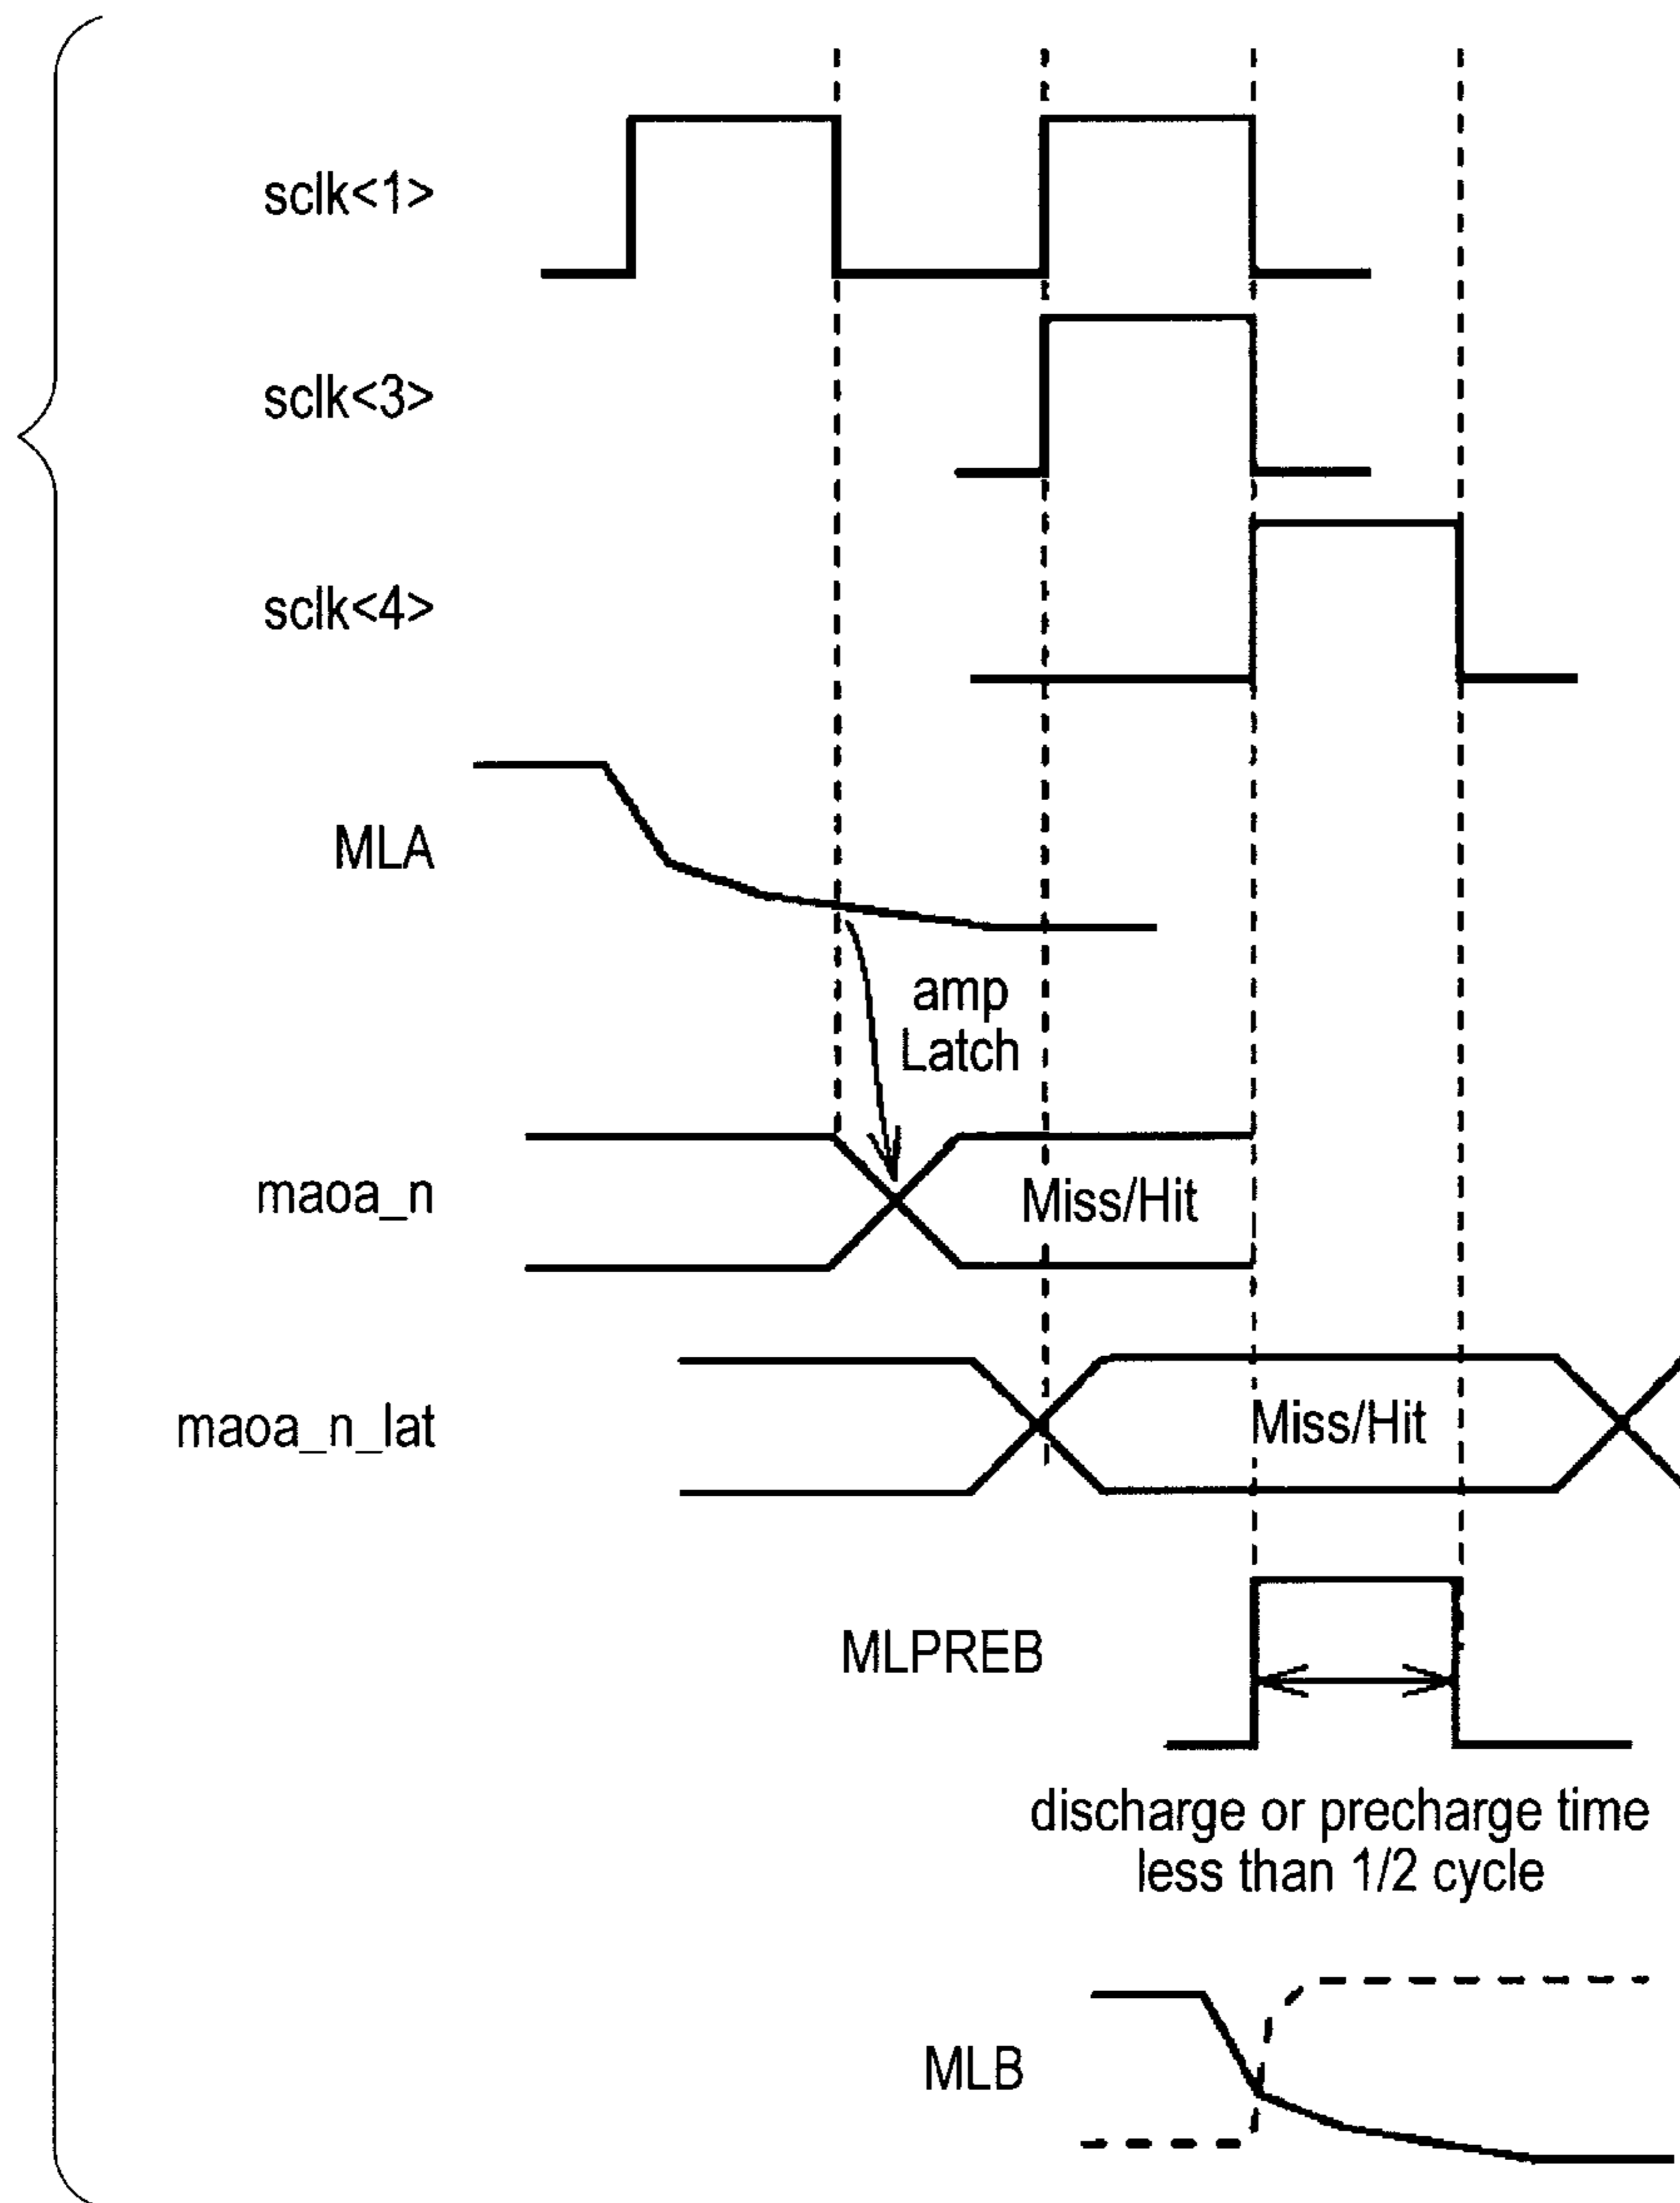 sclk<1>
sclk<3>
sclk<4>
MLA
amp
Latch
maoa_n
Miss/Hit
maoa_n_lat
Miss/Hit
MLPREB
discharge or precharge time
less than 1/2 cycle
MLB